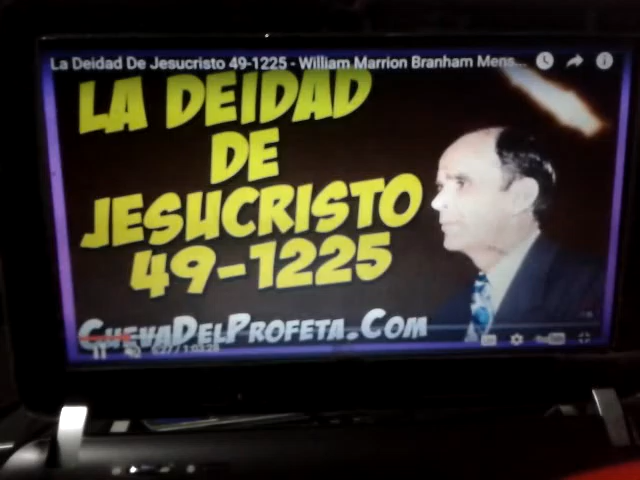 La Deidad De Jesucristo 49-1225 - William Marrion Branham Mens...
LA DEIDAD
DE
JESUCRISTO
49-1225
CUEVADELPROFETA.COM